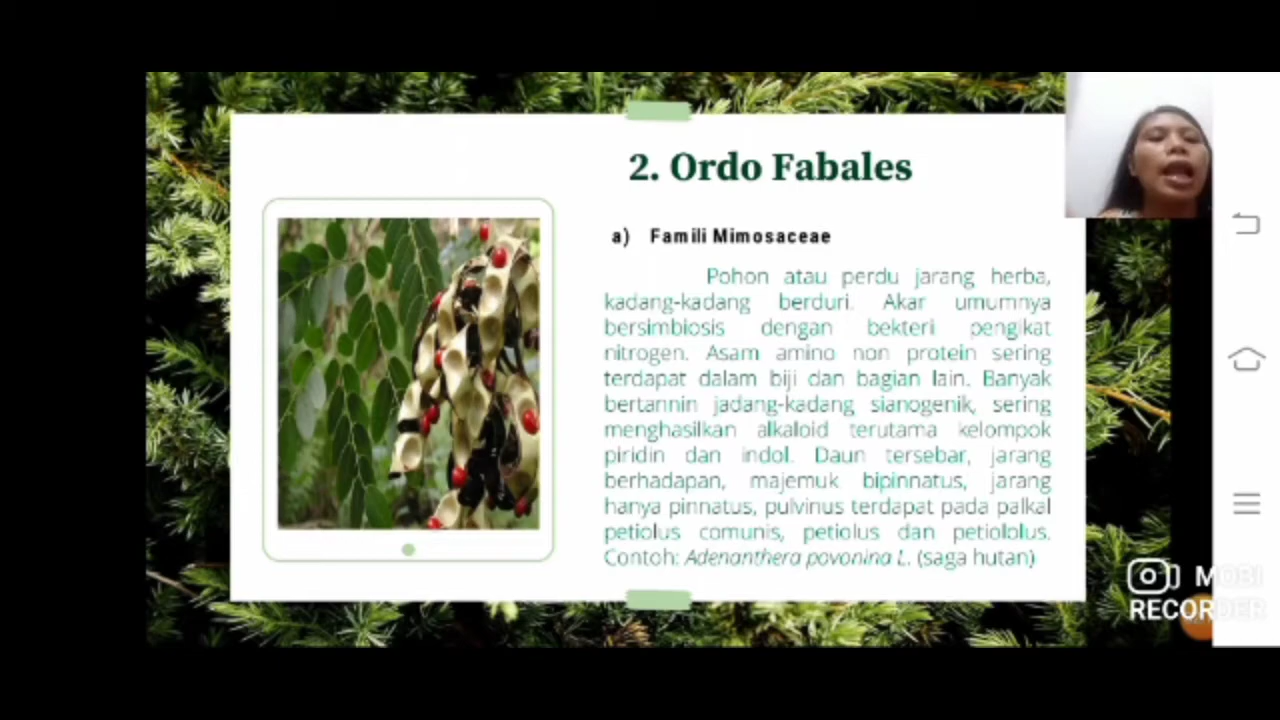 2. Ordo Fabales
a) Famili Mimosaceae
Pohon atau perdu jarang herba,
kadang-kadang berduri. Akar umumnya
bersimbiosis dengan bekteri pengikat
nitrogen. Asam amino non protein sering
terdapat dalam biji dan bagian lain. Banyak
bertannin jadang-kadang sianogenik, sering
menghasilkan alkaloid terutama kelompok
piridin dan indol. Daun tersebar, jarang
berhadapan, majemuk bipinnatus, jarang
hanya pinnatus, pulvinus terdapat pada palkal
petiolus comunis, petiolus dan petiololus.
Contoh: Adenanthera povonina L. (saga hutan)
MOBI
RECORDER